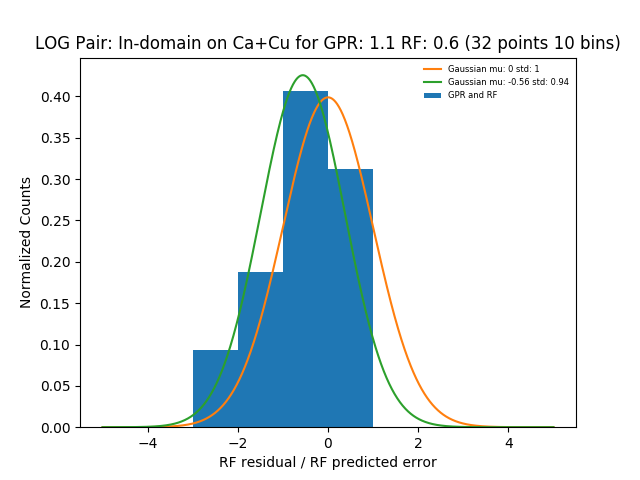 LOG Pair: In-domain on Ca+Cu for GPR: 1.1 RF: 0.6 (32 points 10 bins)
Gaussian mu: 0 std: 1
Gaussian mu: -0.56 std: 0.94
GPR and RF
Normalized Counts
0.40
0.35
0.30
0.25
0.20
0.15
0.10
0.05
0.00
−4 −2 0 2 4
RF residual / RF predicted error